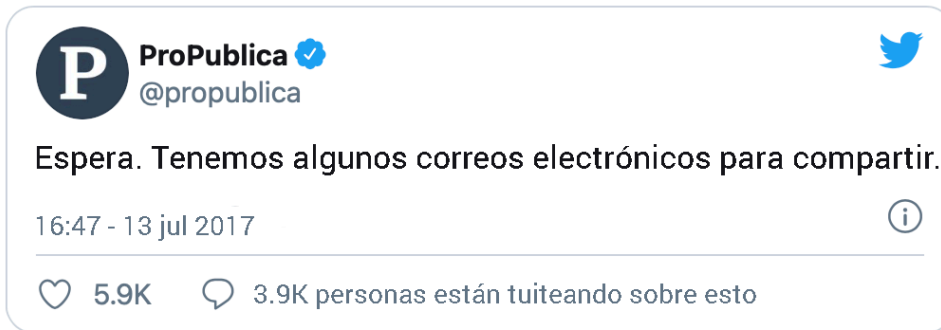 P
ProPublica
@propublica
Espera. Tenemos algunos correos electrónicos para compartir.
16:47 - 13 jul 2017
5.9K 3.9K personas están tuiteando sobre esto